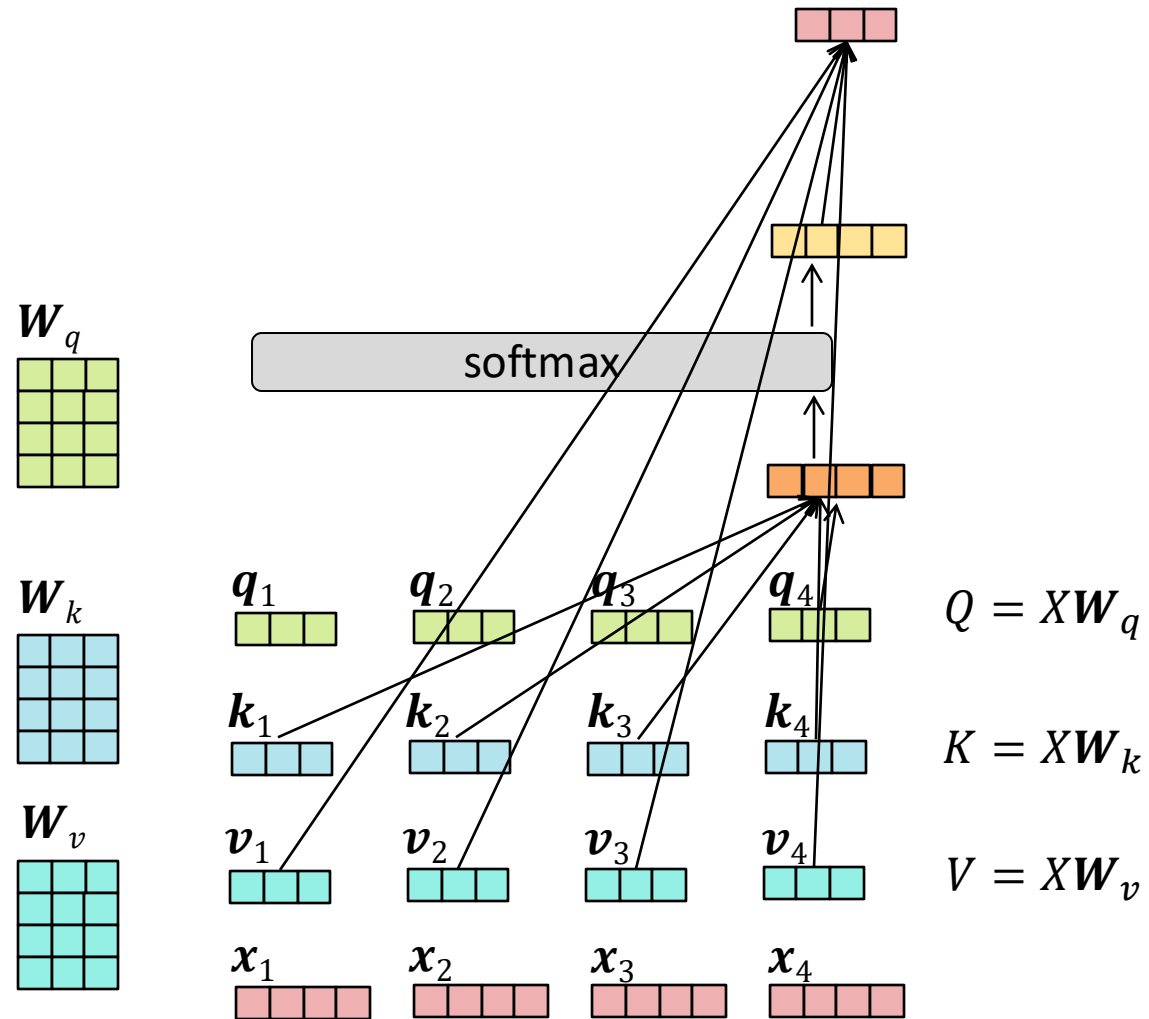 W_q
softmax
W_k
q_1 q_2 q_3 q_4
Q = XW_q
k_1 k_2 k_3 k_4
K = XW_k
W_v
v_1 v_2 v_3 v_4
V = XW_v
x_1 x_2 x_3 x_4